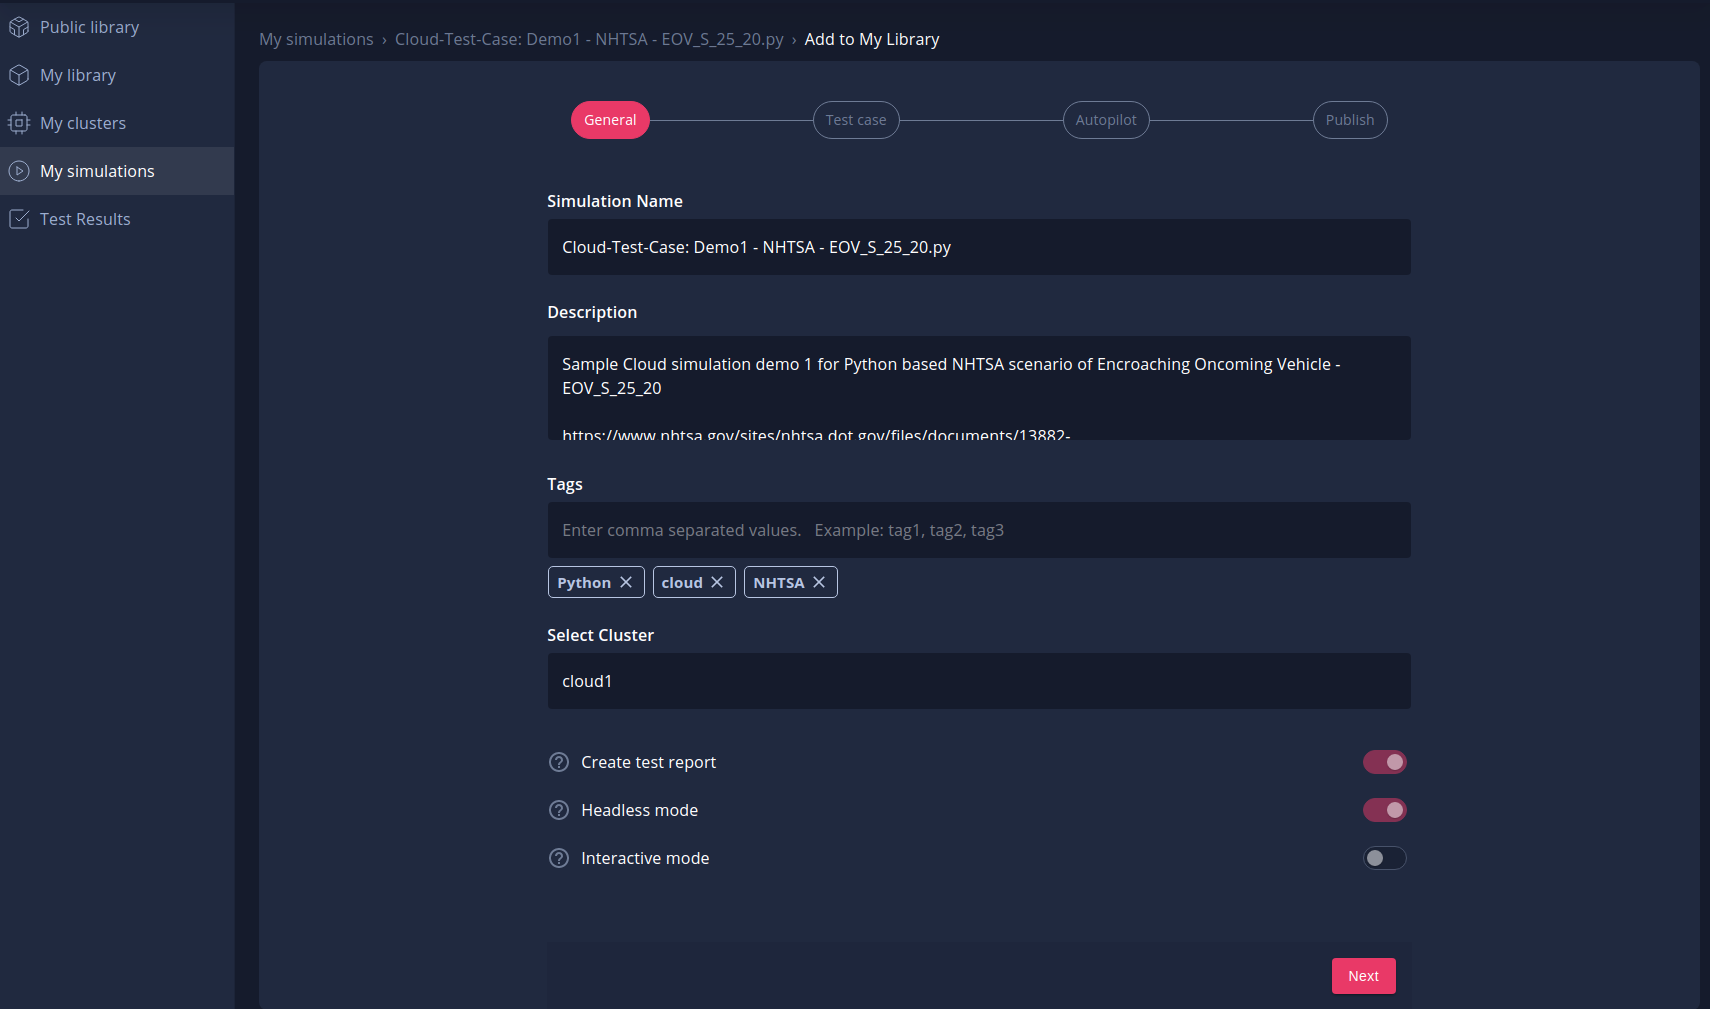 Public library
My library
My clusters
My simulations
Test Results
My simulations › Cloud-Test-Case: Demo1 - NHTSA - EOV_S_25_20.py › Add to My Library
General
Test case
Autopilot
Publish
Simulation Name
Cloud-Test-Case: Demo1 - NHTSA - EOV_S_25_20.py
Description
Sample Cloud simulation demo 1 for Python based NHTSA scenario of Encroaching Oncoming Vehicle -
EOV_S_25_20
https://www.nhtsa.gov/sites/nhtsa.dot.gov/files/documents/13882-
Tags
Enter comma separated values. Example: tag1, tag2, tag3
Python
cloud
NHTSA
Select Cluster
cloud1
Create test report
Headless mode
Interactive mode
Next